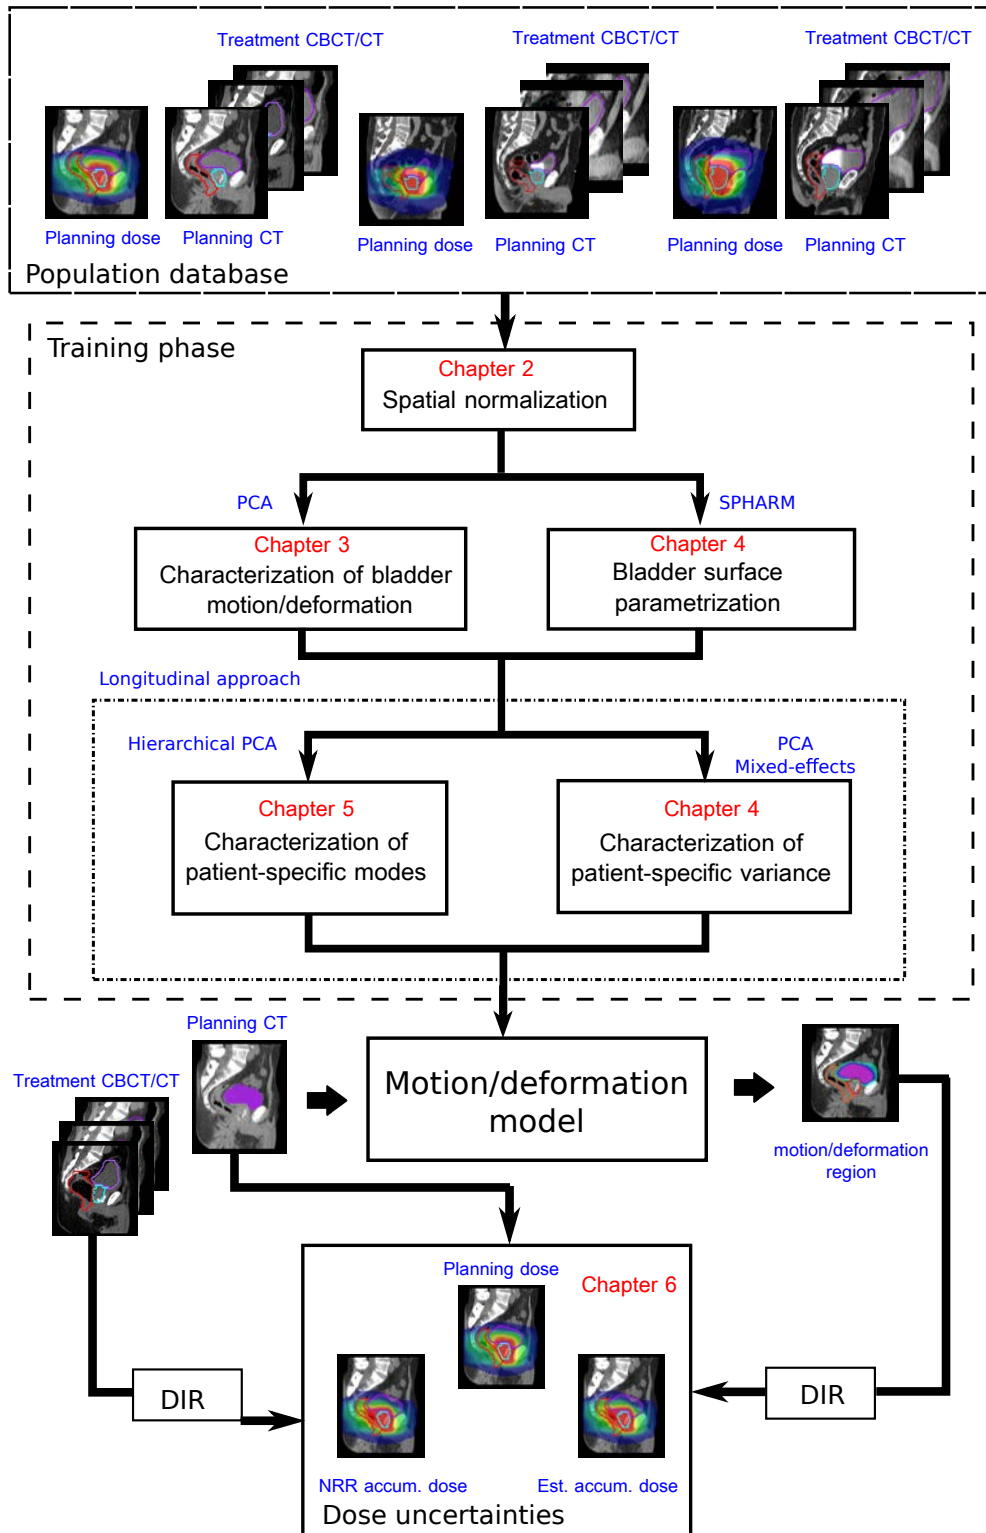 Treatment CBCT/CT
Treatment CBCT/CT
Treatment CBCT/CT
Planning dose
Planning CT
Planning dose
Planning CT
Planning dose
Planning CT
Population database
Training phase
Chapter 2
Spatial normalization
PCA
SPHARM
Chapter 3
Characterization of bladder
motion/deformation
Chapter 4
Bladder surface
parametrization
Longitudinal approach
Hierarchical PCA
PCA
Mixed-effects
Chapter 5
Characterization of
patient-specific modes
Chapter 4
Characterization of
patient-specific variance
Planning CT
Treatment CBCT/CT
Motion/deformation
model
motion/deformation
region
Planning dose
Chapter 6
DIR
DIR
NRR accum. dose
Est. accum. dose
Dose uncertainties